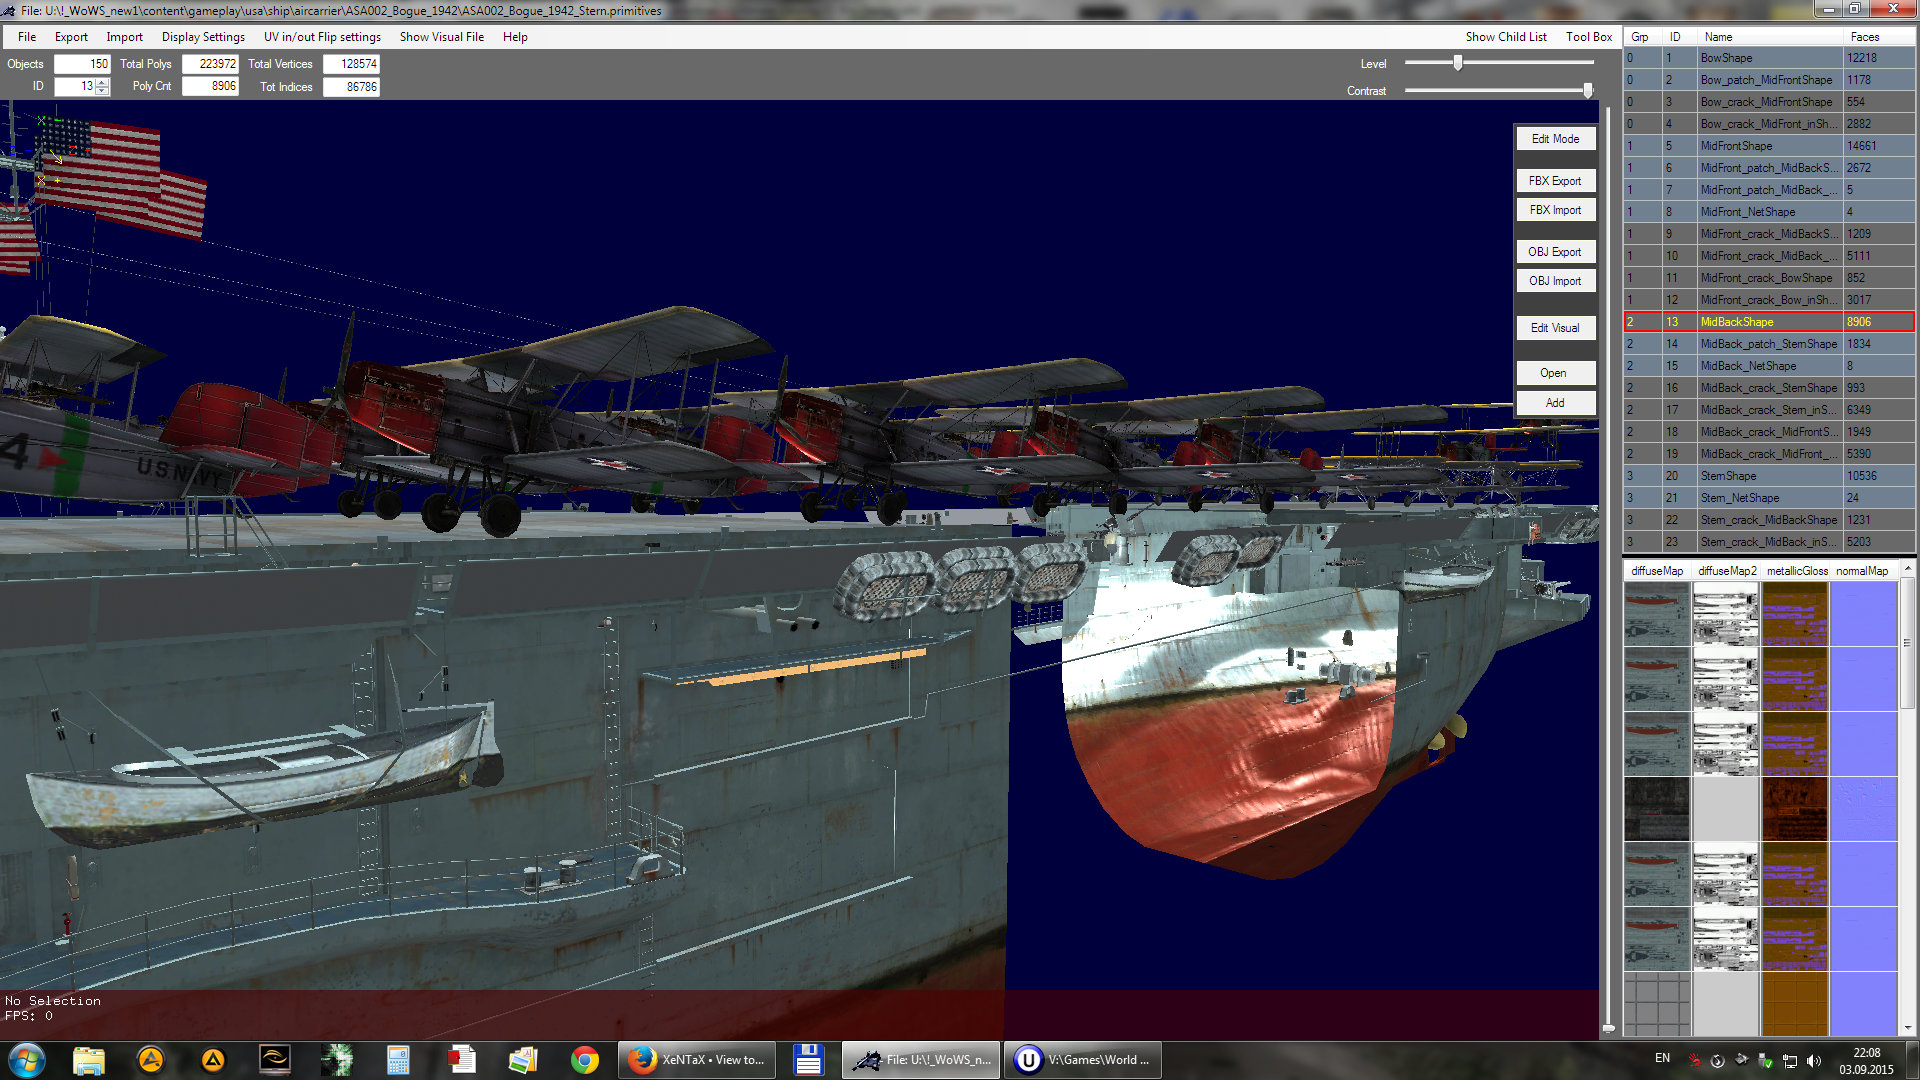 File: U:\!_WoWS_new1\content\gameplay\usa\ship\aircarrier\ASA002_Bogue_1942\ASA002_Bogue_1942_Stern.primitives
File Export Import Display Settings UV in/out Flip settings Show Visual File Help Show Child List Tool Box
Objects 150 Total Polys 223972 Total Vertices 128574 Level
ID 13 Poly Cnt 8906 Tot Indices 86786 Contrast
Edit Mode
FBX Export
FBX Import
OBJ Export
OBJ Import
Edit Visual
Open
Add
4
U.S. NAVY
No Selection
FPS: 0
Grp ID Name Faces
0 1 BowShape 12218
0 2 Bow_patch_MidFrontShape 1178
0 3 Bow_crack_MidFrontShape 554
0 4 Bow_crack_MidFront_inSh... 2882
1 5 MidFrontShape 14661
1 6 MidFront_patch_MidBackS... 2672
1 7 MidFront_patch_MidBack_... 5
1 8 MidFront_NetShape 4
1 9 MidFront_crack_MidBackS... 1209
1 10 MidFront_crack_MidBack_... 5111
1 11 MidFront_crack_BowShape 852
1 12 MidFront_crack_Bow_inSh... 3017
2 13 MidBackShape 8906
2 14 MidBack_patch_SternShape 1834
2 15 MidBack_NetShape 8
2 16 MidBack_crack_SternShape 993
2 17 MidBack_crack_Stern_inS... 6349
2 18 MidBack_crack_MidFrontS... 1949
2 19 MidBack_crack_MidFront_... 5390
3 20 SternShape 10536
3 21 Stern_NetShape 24
3 22 Stern_crack_MidBackShape 1231
3 23 Stern_crack_MidBack_inS... 5203
diffuseMap diffuseMap2 metallicGloss normalMap
XeNTaX • View to... File: U:\!_WoWS_n... V:\Games\World ... EN 22:08
03.09.2015